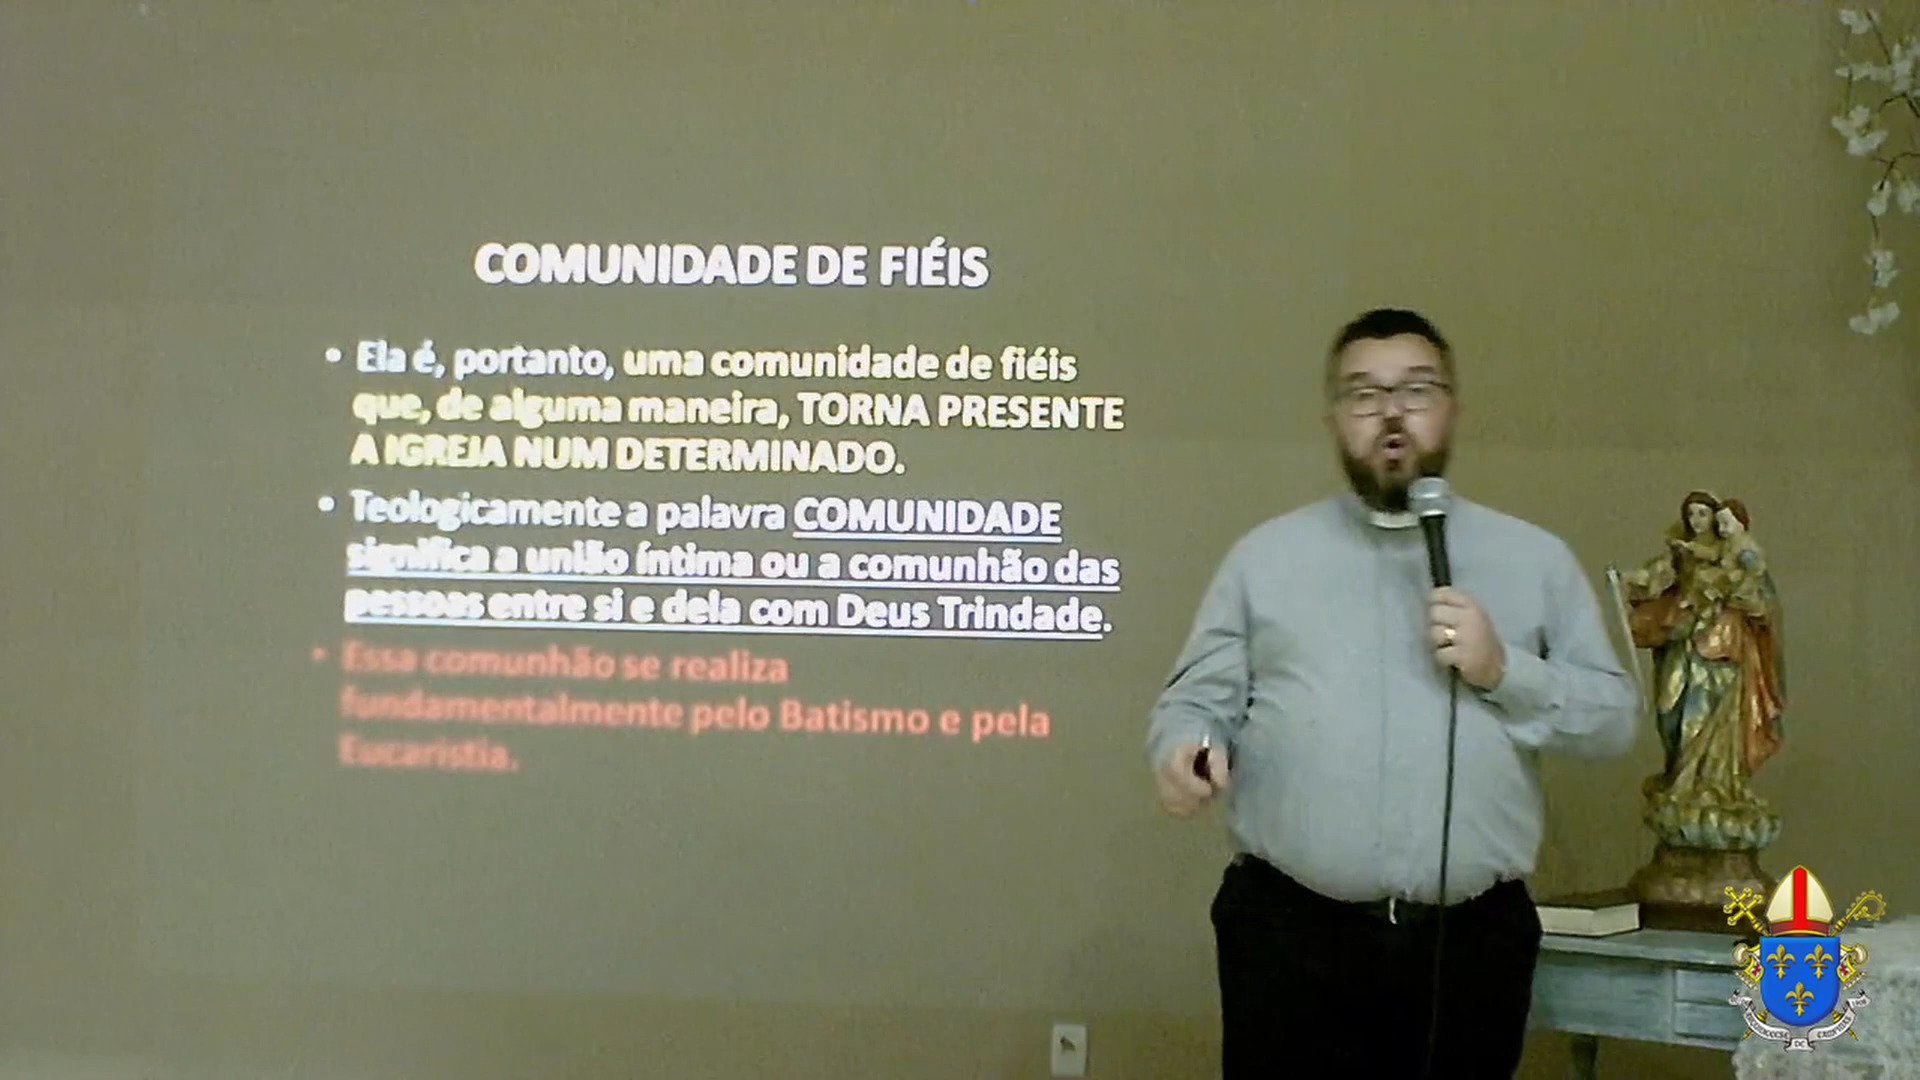 COMUNIDADE DE FIÉIS
• Ela é, portanto, uma comunidade de fiéis
que, de alguma maneira, TORNA PRESENTE
A IGREJA NUM DETERMINADO.
• Teologicamente a palavra COMUNIDADE
significa a união íntima ou a comunhão das
pessoas entre si e dela com Deus Trindade.
• Essa comunhão se realiza
fundamentalmente pelo Batismo e pela
Eucaristia.